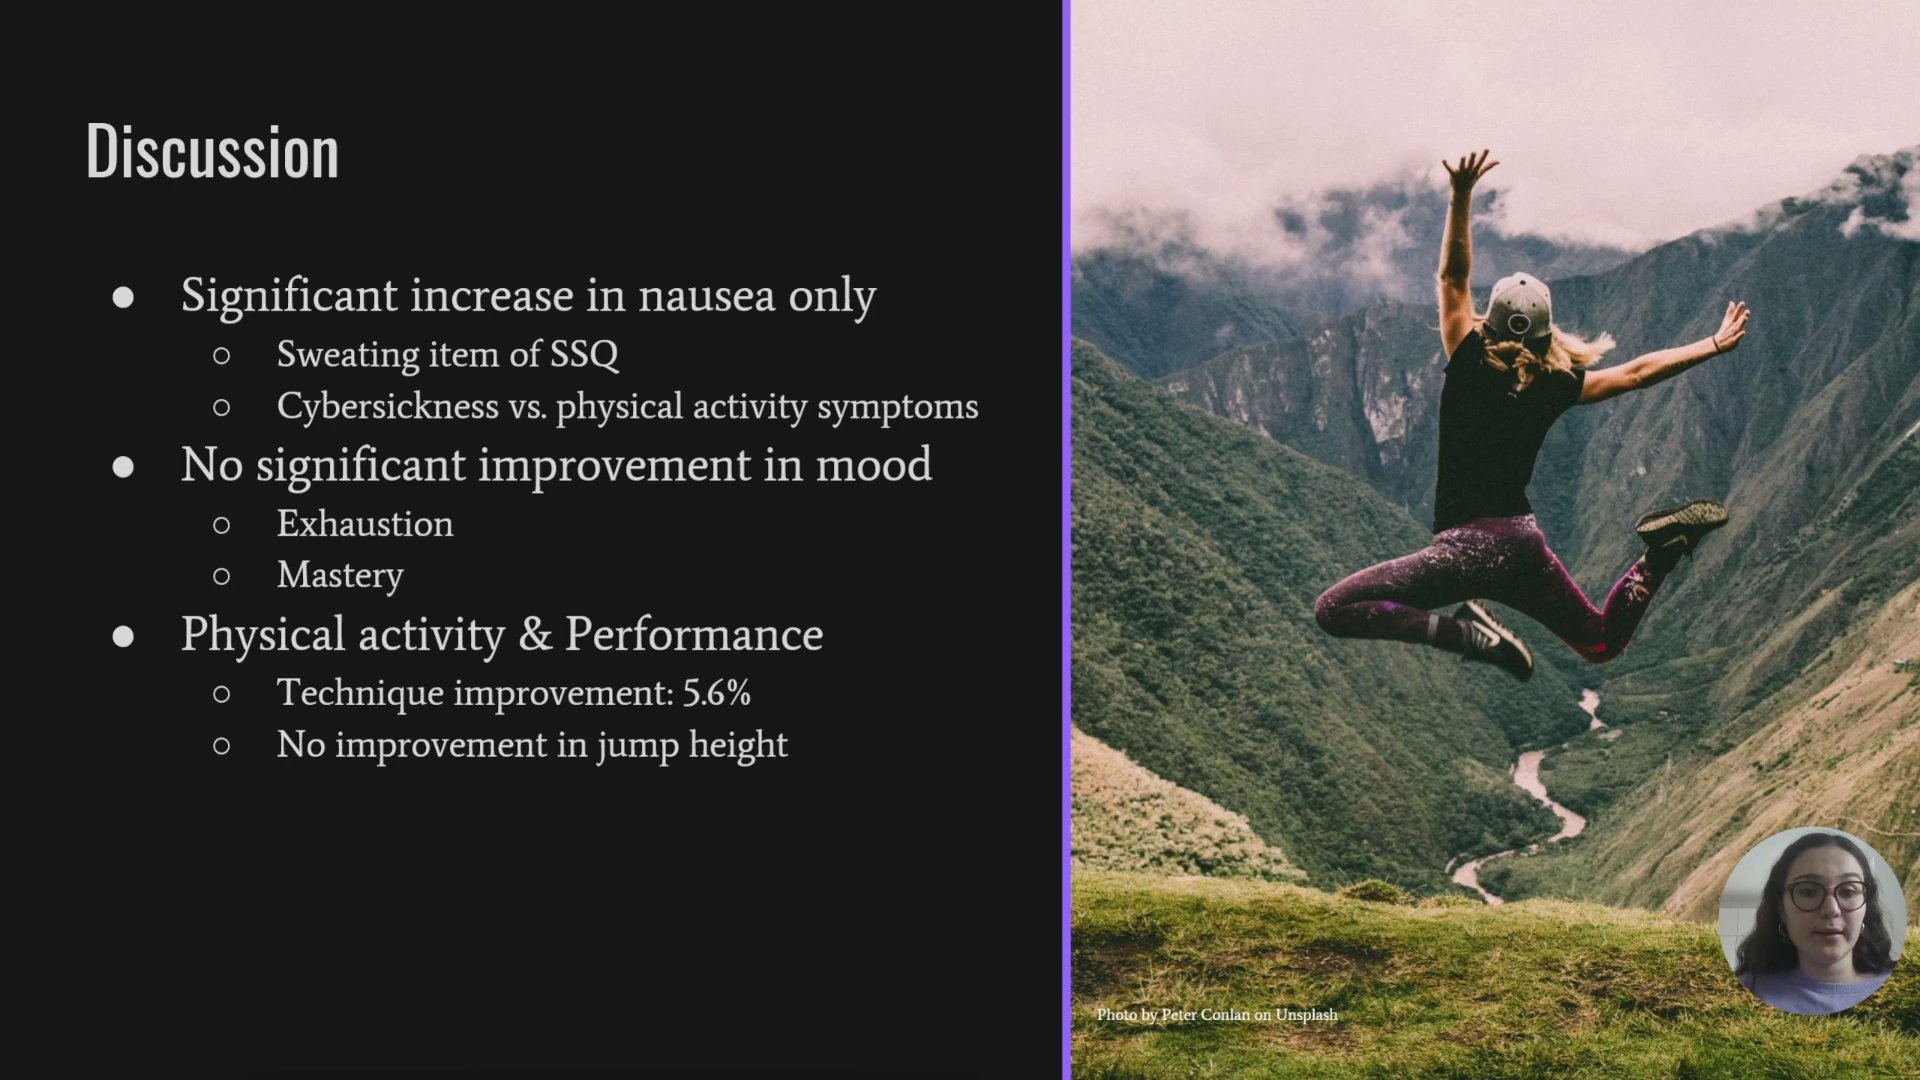 Discussion
● Significant increase in nausea only
○ Sweating item of SSQ
○ Cybersickness vs. physical activity symptoms
● No significant improvement in mood
○ Exhaustion
○ Mastery
● Physical activity & Performance
○ Technique improvement: 5.6%
○ No improvement in jump height
Photo by Peter Conlan on Unsplash